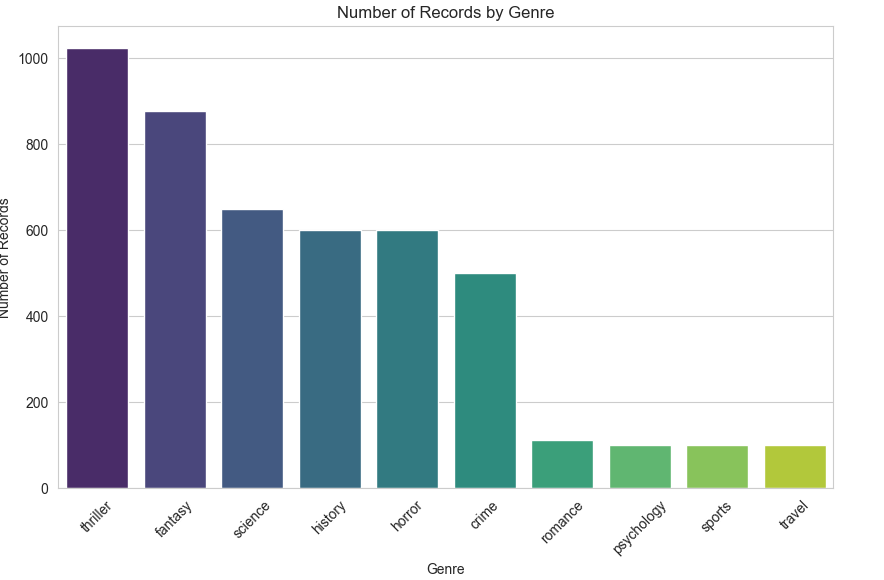 Number of Records by Genre
Number of Records
1000
800
600
400
200
0
thriller
fantasy
science
history
horror
crime
romance
psychology
sports
travel
Genre